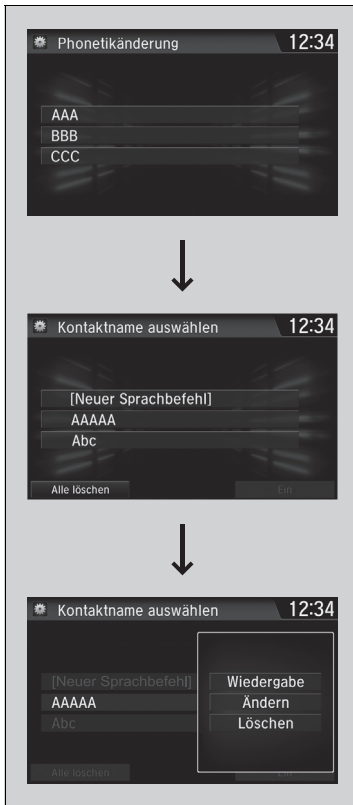 Phonetikänderung 12:34
AAA
BBB
CCC
Kontaktname auswählen 12:34
[Neuer Sprachbefehl]
AAAAA
Abc
Alle löschen Ein
Kontaktname auswählen 12:34
[Neuer Sprachbefehl] Wiedergabe
AAAAA Ändern
Abc Löschen
Alle löschen Ein